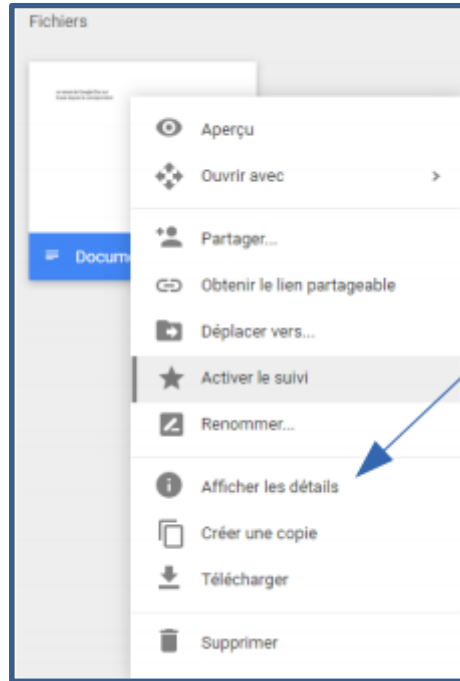 Fichiers
Aperçu
Ouvrir avec
Partager...
Docum
Obtenir le lien partageable
Déplacer vers...
Activer le suivi
Renommer...
Afficher les détails
Créer une copie
Télécharger
Supprimer